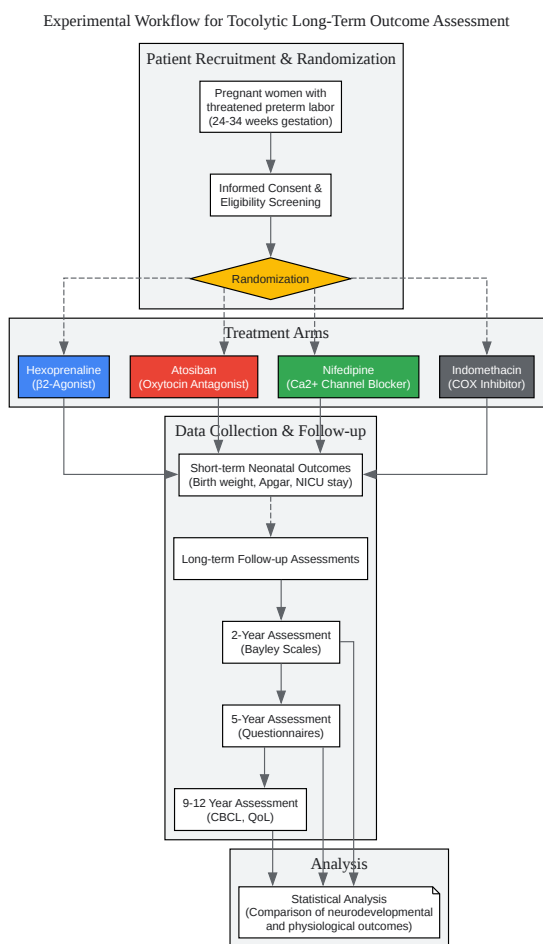 Experimental Workflow for Tocolytic Long-Term Outcome Assessment
Patient Recruitment & Randomization
Pregnant women with
threatened preterm labor
(24-34 weeks gestation)
Informed Consent &
Eligibility Screening
Randomization
Treatment Arms
Hexoprenaline
(β2-Agonist)
Atosiban
(Oxytocin Antagonist)
Nifedipine
(Ca2+ Channel Blocker)
Indomethacin
(COX Inhibitor)
Data Collection & Follow-up
Short-term Neonatal Outcomes
(Birth weight, Apgar, NICU stay)
Long-term Follow-up Assessments
2-Year Assessment
(Bayley Scales)
5-Year Assessment
(Questionnaires)
9-12 Year Assessment
(CBCL, QoL)
Analysis
Statistical Analysis
(Comparison of neurodevelopmental
and physiological outcomes)